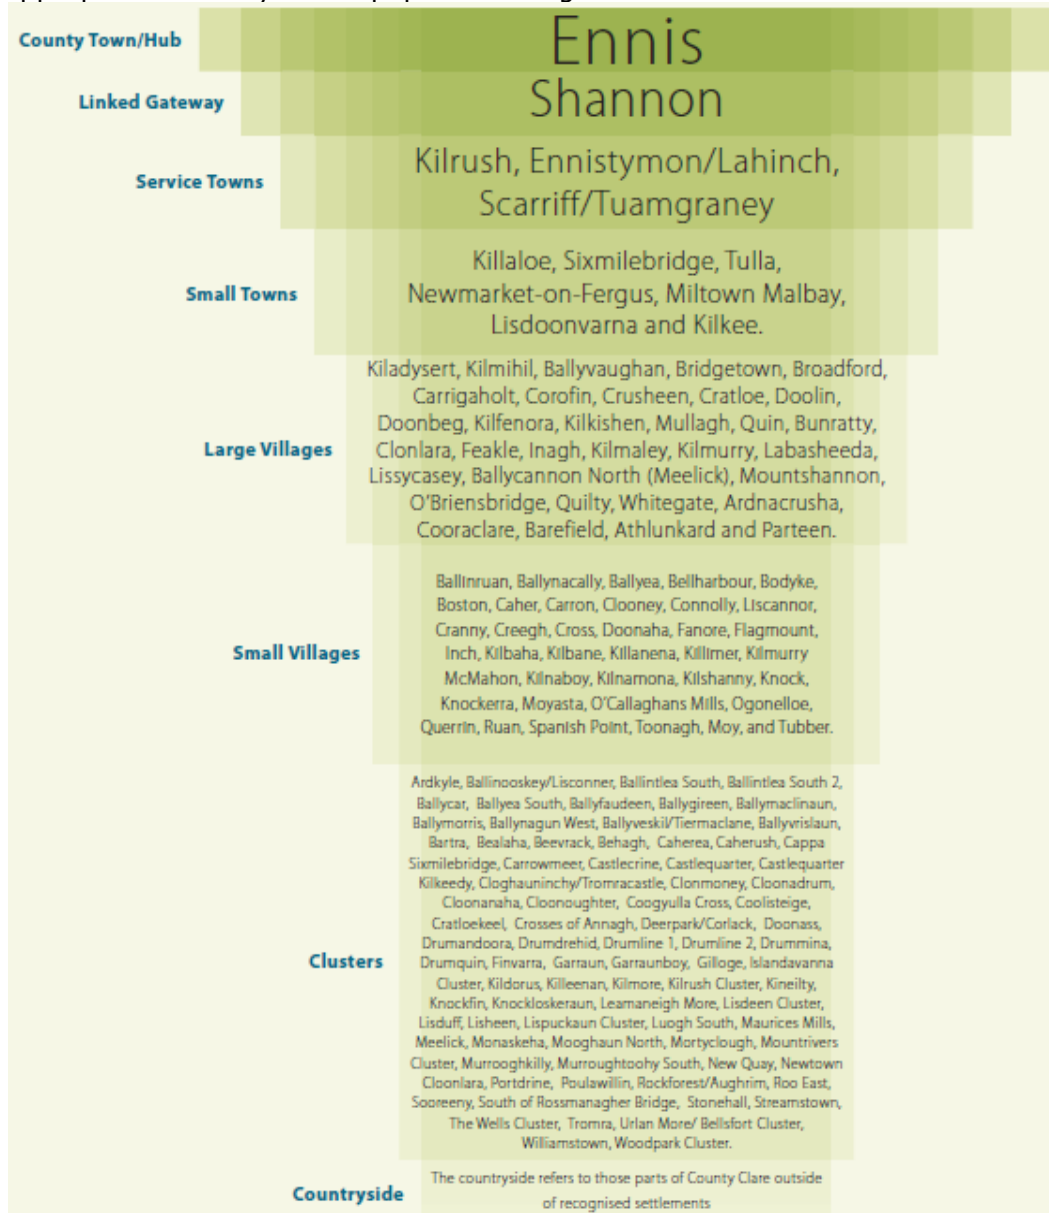 County Town/Hub
Ennis
Linked Gateway
Shannon
Service Towns
Kilrush, Ennistymon/Lahinch,
Scarriff/Tuamgraney
Small Towns
Killaloe, Sixmilebridge, Tulla,
Newmarket-on-Fergus, Miltown Malbay,
Lisdoonvarna and Kilkee.
Large Villages
Kiladysert, Kilmihil, Ballyvaughan, Bridgetown, Broadford,
Carrigaholt, Corofin, Crusheen, Cratloe, Doolin,
Doonbeg, Kilfenora, Kilkishen, Mullagh, Quin, Bunratty,
Clonlara, Feakle, Inagh, Kilmaley, Kilmurry, Labasheeda,
Lissycasey, Ballycannon North (Meelick), Mountshannon,
O'Briensbridge, Quilty, Whitegate, Ardnacrusha,
Cooraclare, Barefield, Athlunkard and Parteen.
Small Villages
Ballinruan, Ballynacally, Ballyea, Bellharbour, Bodyke,
Boston, Caher, Carron, Clooney, Connolly, Liscannor,
Cranny, Creegh, Cross, Doonaha, Fanore, Flagmount,
Inch, Kilbaha, Kilbane, Killanena, Killimer, Kilmurry
McMahon, Kilnaboy, Kilnamona, Kilshanny, Knock,
Knockerra, Moyasta, O'Callaghans Mills, Ogonelloe,
Querrin, Ruan, Spanish Point, Toonagh, Moy, and Tubber.
Clusters
Ardkyle, Ballinooskey/Lisconner, Ballintlea South, Ballintlea South 2,
Ballycar, Ballyea South, Ballyfaudeen, Ballygireen, Ballymaclinaun,
Ballymorris, Ballynagun West, Ballyveskil/Tiermaclane, Ballyvrislaun,
Bartra, Bealaha, Beevrack, Behagh, Caherea, Caherush, Cappa
Sixmilebridge, Carrowmeer, Castlecrine, Castlequarter, Castlequarter
Kilkeedy, Cloghauninchy/Tromracastle, Clonmoney, Cloonadrum,
Cloonanaha, Cloonoughter, Coogyulla Cross, Coolisteige,
Cratloekeel, Crosses of Annagh, Deerpark/Corlack, Doonass,
Drumandoora, Drumdrehid, Drumline 1, Drumline 2, Drummina,
Drumquin, Finvarra, Garraun, Garraunboy, Gilloge, Islandavanna
Cluster, Kildorus, Killeenan, Kilmore, Kilrush Cluster, Kineilty,
Knockfin, Knockloskeraun, Leamaneigh More, Lisdeen Cluster,
Lisduff, Lisheen, Lispuckaun Cluster, Luogh South, Maurices Mills,
Meelick, Monaskeha, Mooghaun North, Mortyclough, Mountrivers
Cluster, Murrooghkilly, Murroughtoohy South, New Quay, Newtown
Cloonlara, Portdrine, Poulawillin, Rockforest/Aughrim, Roo East,
Sooreeny, South of Rossmanagher Bridge, Stonehall, Streamstown,
The Wells Cluster, Tromra, Urlan More/ Bellsfort Cluster,
Williamstown, Woodpark Cluster.
Countryside
The countryside refers to those parts of County Clare outside
of recognised settlements